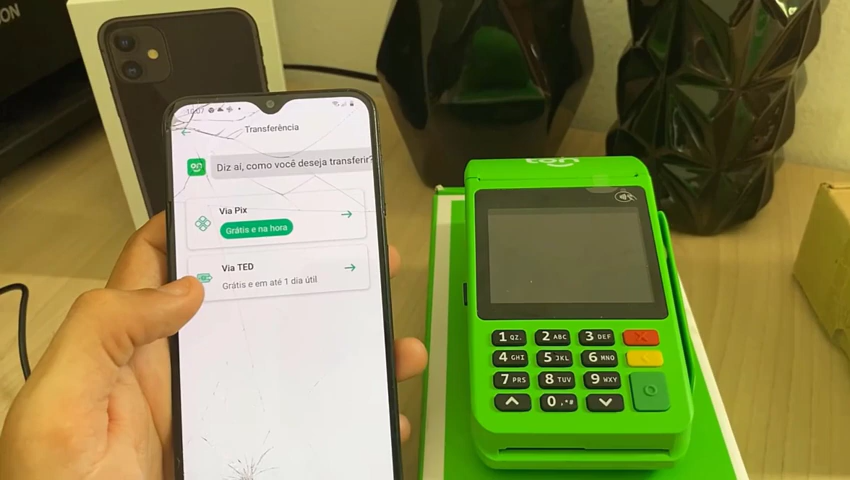 16:07
Transferência
Diz aí, como você deseja transferir?
Via Pix
Grátis e na hora
Via TED
Grátis e em até 1 dia útil
ton
1 QZ.
2 ABC
3 DEF
4 GHI
5 JKL
6 MNO
7 PRS
8 TUV
9 WXY
0 ,*#